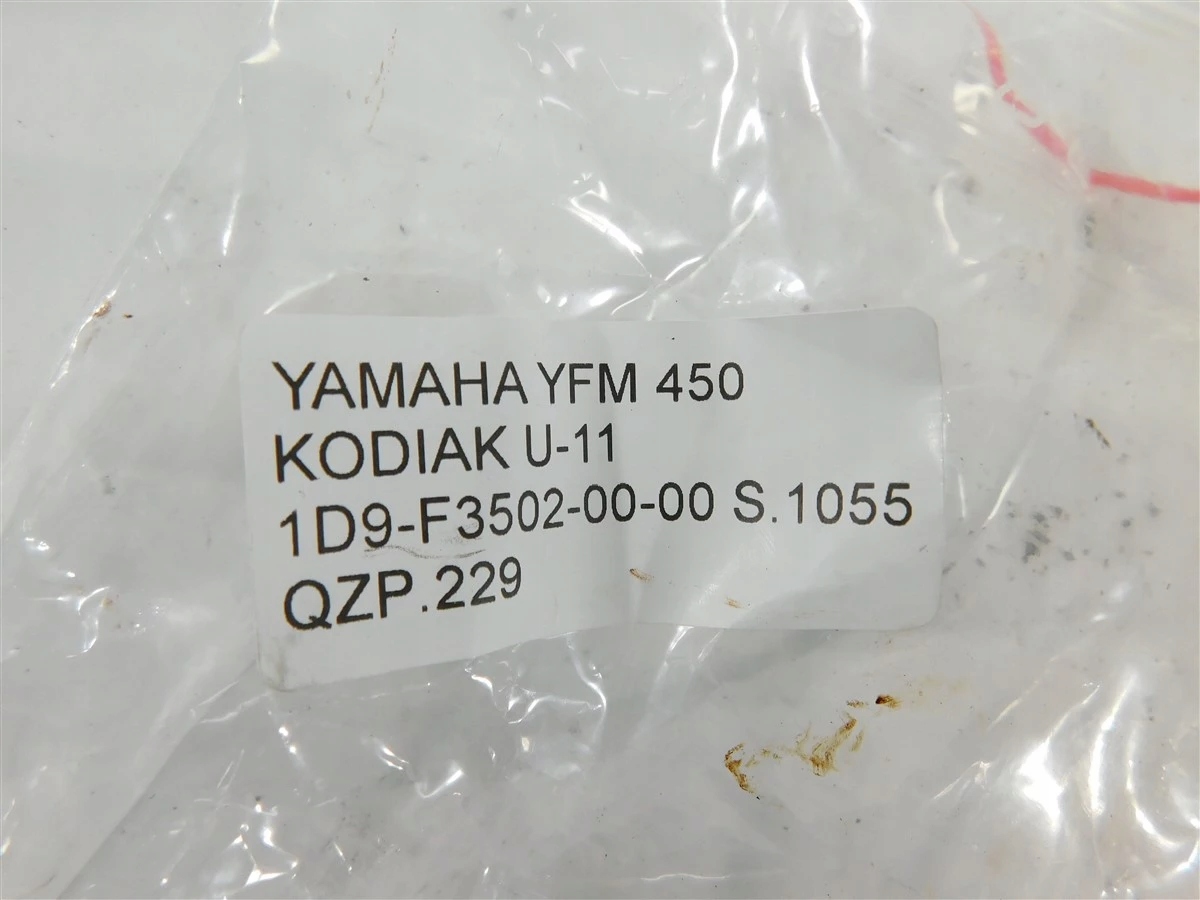 YAMAHA YFM 450
KODIAK U-11
1D9-F3502-00-00 S.1055
QZP.229